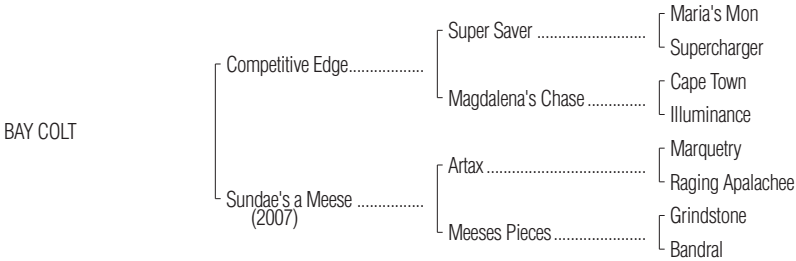 Maria's Mon
Super Saver ..........................
Supercharger
Competitive Edge..................
Cape Town
Magdalena's Chase ..............
Illuminance
BAY COLT
Marquetry
Artax ......................................
Raging Apalachee
Sundae's a Meese ................
(2007)
Grindstone
Meeses Pieces ......................
Bandral